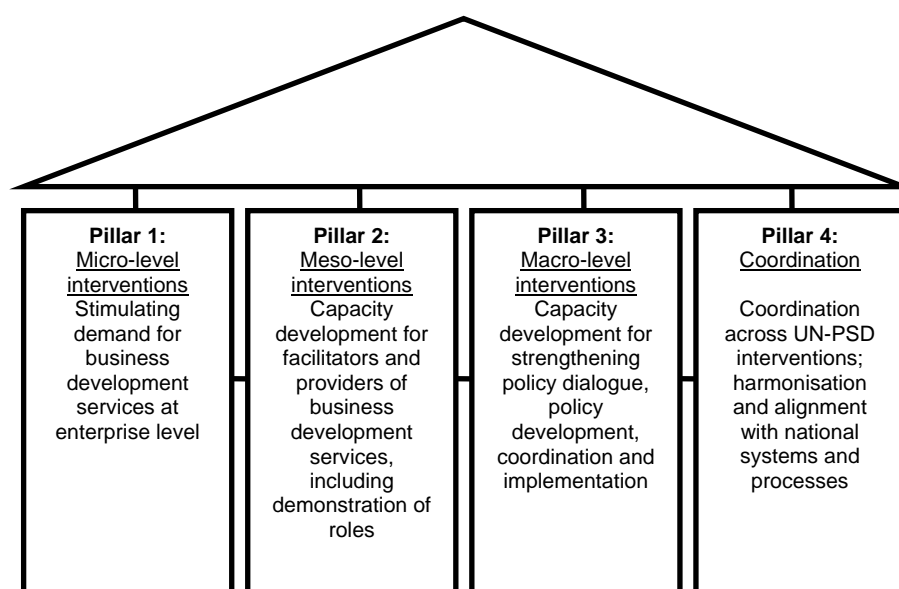 Pillar 1:
Micro-level
interventions
Stimulating
demand for
business
development
services at
enterprise level
Pillar 2:
Meso-level
interventions
Capacity
development for
facilitators and
providers of
business
development
services,
including
demonstration of
roles
Pillar 3:
Macro-level
interventions
Capacity
development for
strengthening
policy dialogue,
policy
development,
coordination and
implementation
Pillar 4:
Coordination
Coordination
across UN-PSD
interventions;
harmonisation
and alignment
with national
systems and
processes